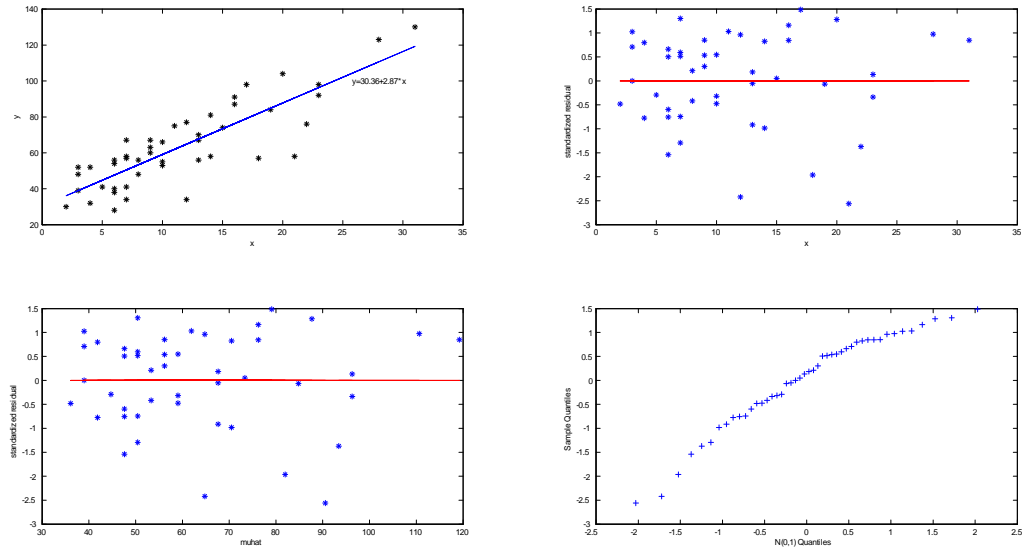 140
120
100
80
60
40
20
y
y=30.36+2.87* x
0 5 10 15 20 25 30 35
x
1.5
1
0.5
0
-0.5
-1
-1.5
-2
-2.5
-3
standardized residual
0 5 10 15 20 25 30 35
x
1.5
1
0.5
0
-0.5
-1
-1.5
-2
-2.5
-3
standardized residual
30 40 50 60 70 80 90 100 110 120
muhat
1.5
1
0.5
0
-0.5
-1
-1.5
-2
-2.5
-3
Sample Quantiles
-2.5 -2 -1.5 -1 -0.5 0 0.5 1 1.5 2 2.5
N(0,1) Quantiles